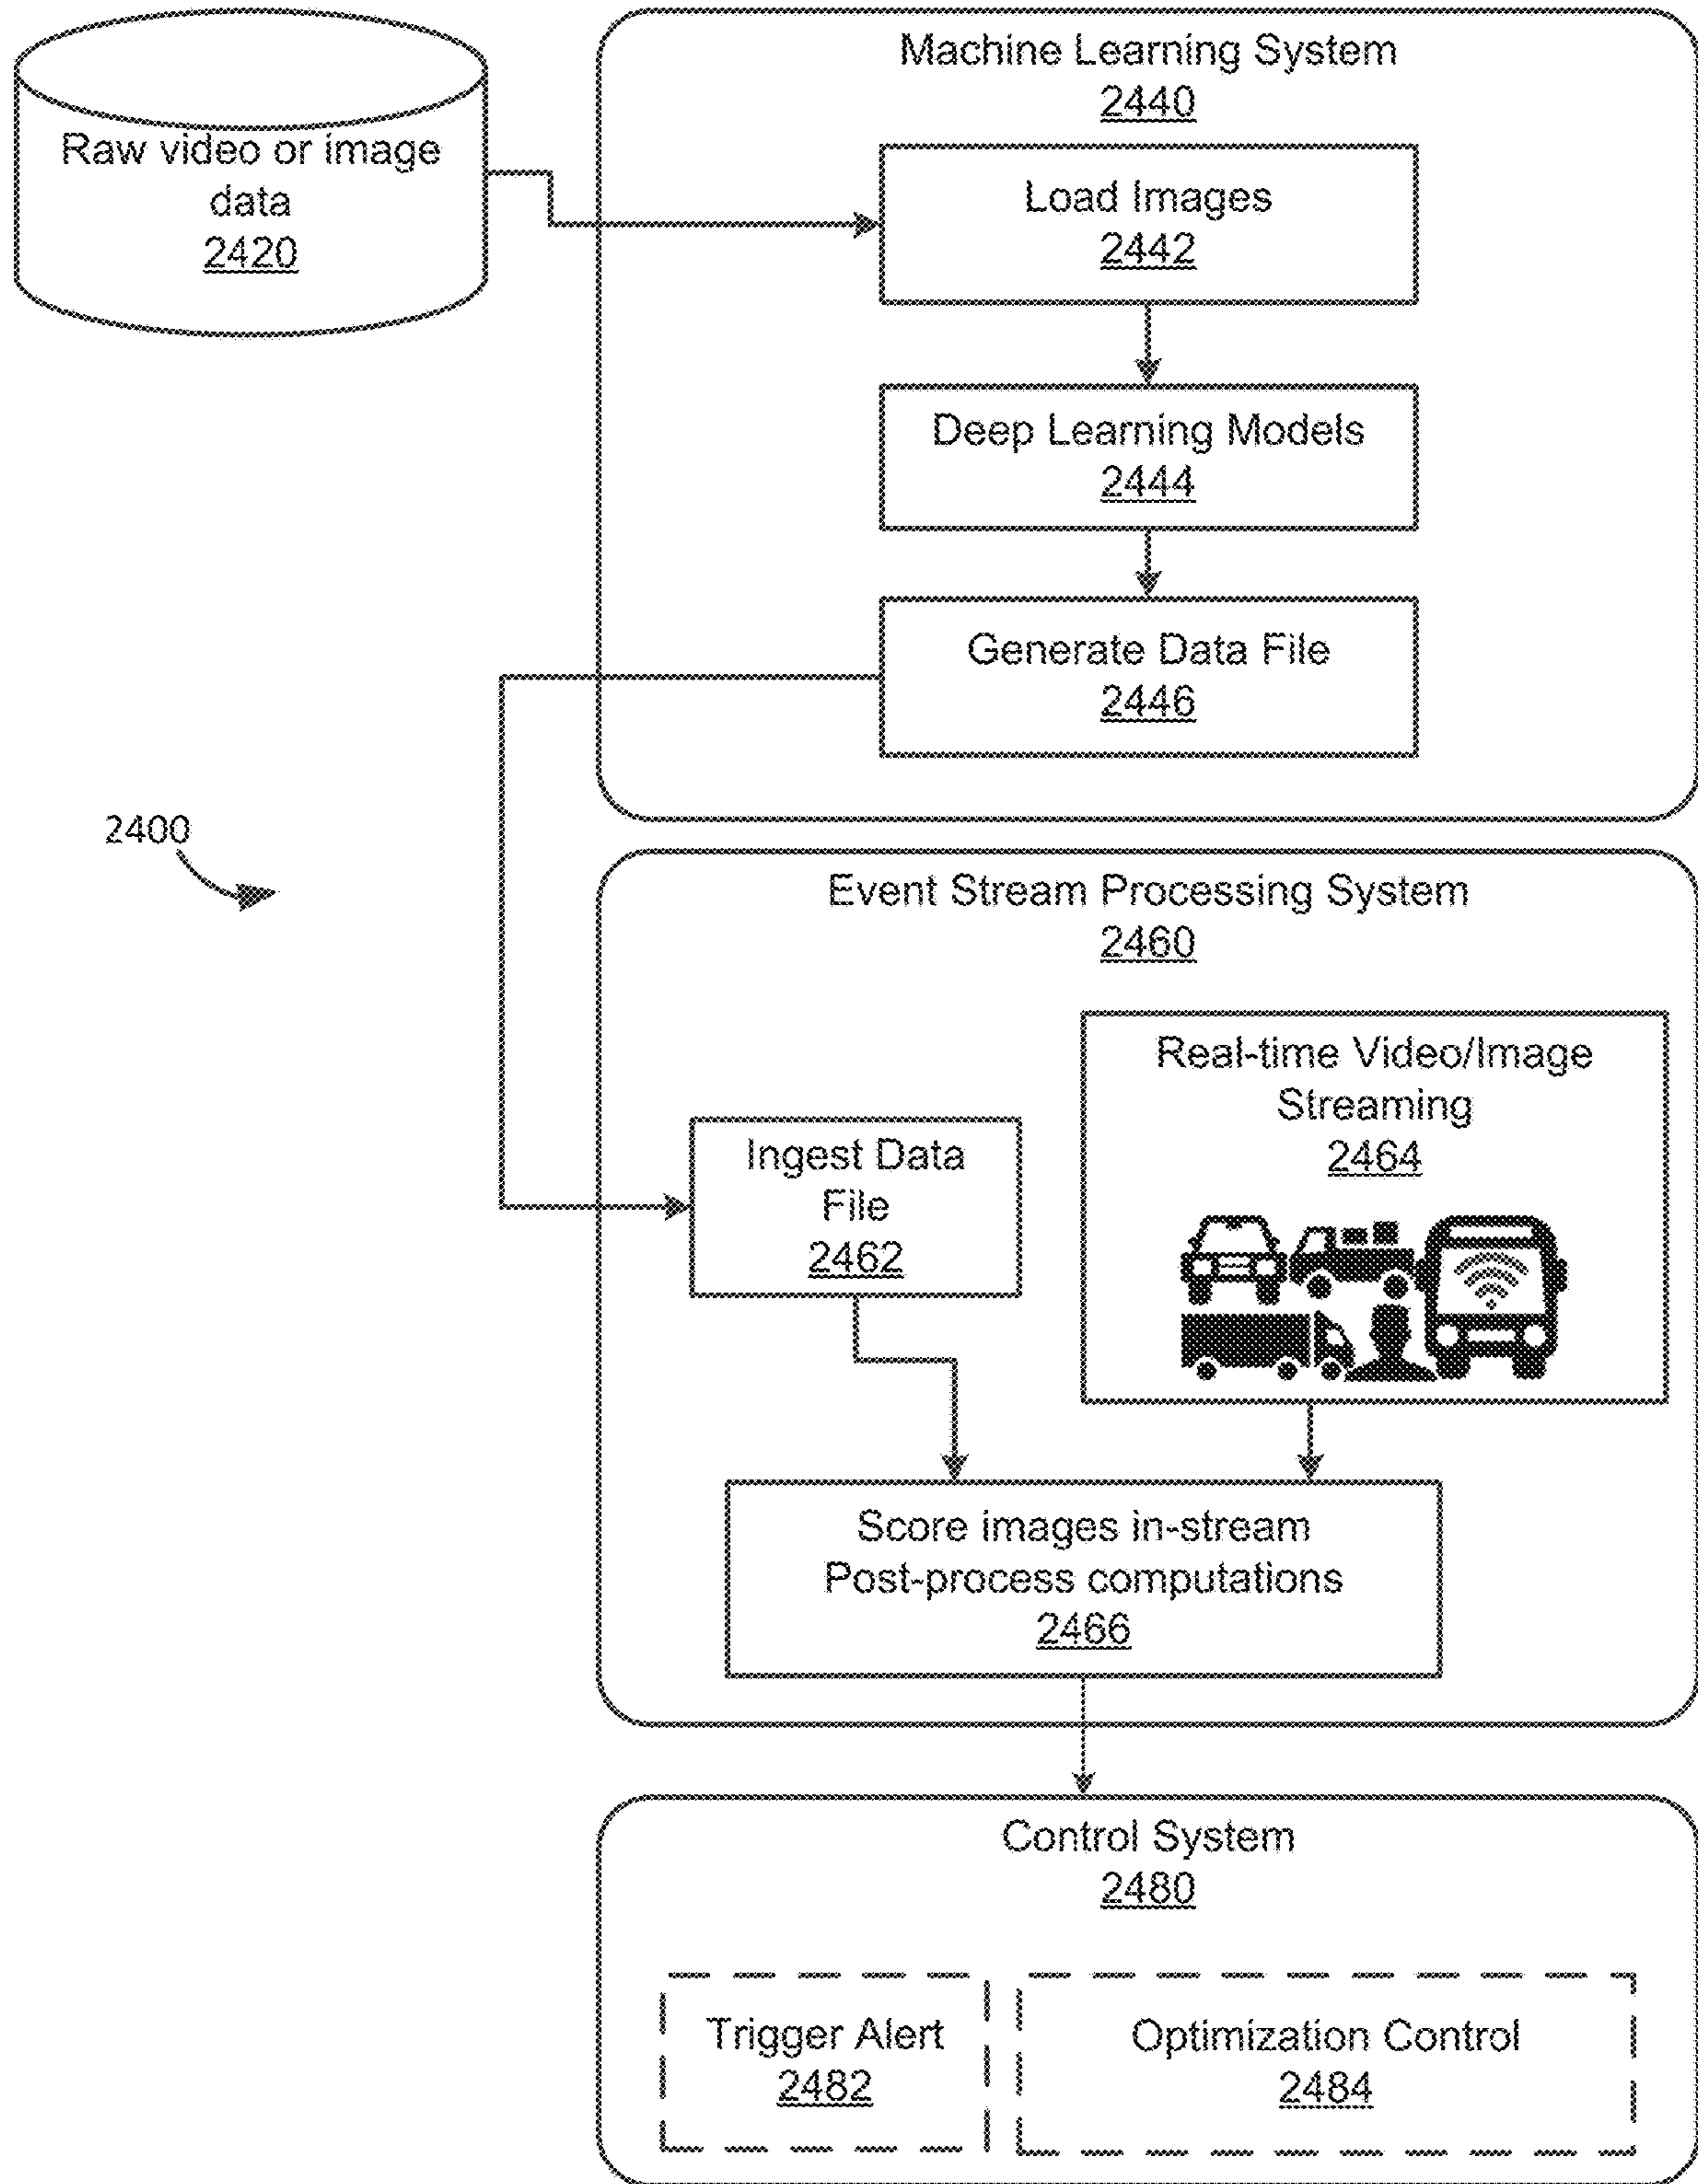 Raw video or image
data
2420
Machine Learning System
2440
Load Images
2442
Deep Learning Models
2444
Generate Data File
2446
2400
Event Stream Processing System
2460
Real-time Video/Image
Streaming
2464
Ingest Data
File
2462
Score images in-stream
Post-process computations
2466
Control System
2480
Trigger Alert
2482
Optimization Control
2484